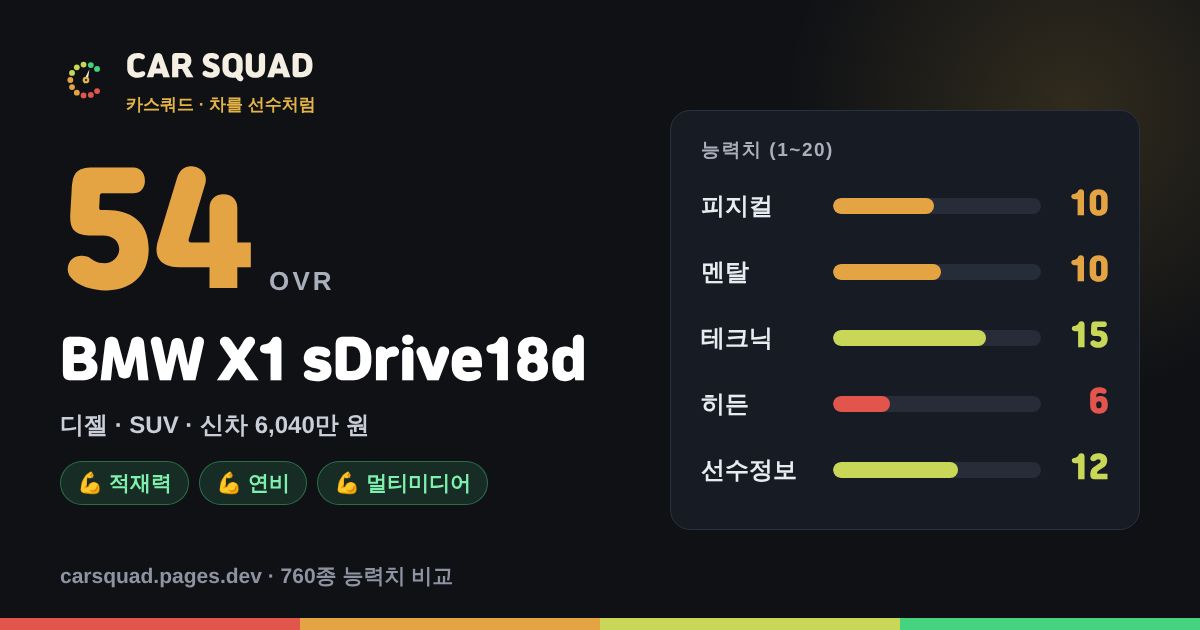 CAR SQUAD
카스쿼드 · 차를 선수처럼
54 OVR
BMW X1 sDrive18d
디젤 · SUV · 신차 6,040만 원
💪 적재력 💪 연비 💪 멀티미디어
carsquad.pages.dev · 760종 능력치 비교
능력치 (1~20)
피지컬 10
멘탈 10
테크닉 15
히든 6
선수정보 12